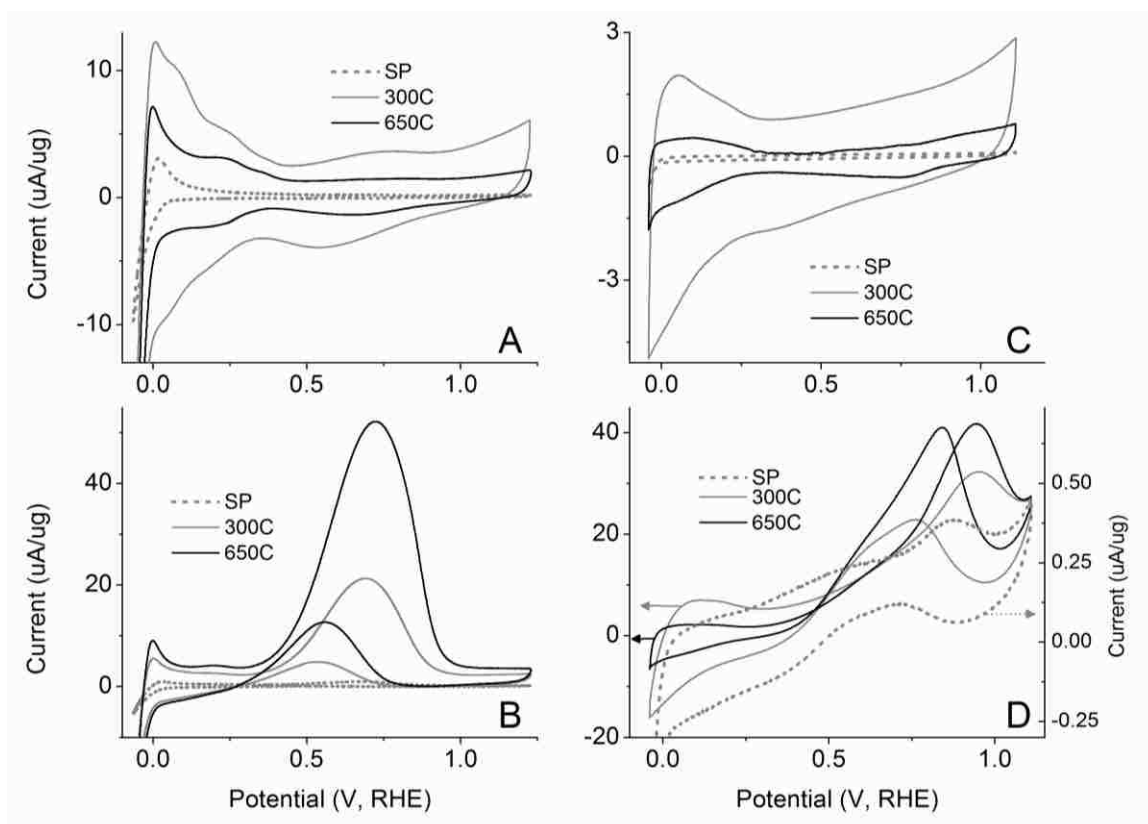 10
0
-10
Current (uA/ug)
SP
300C
650C
A
0.0 0.5 1.0
3
0
-3
SP
300C
650C
C
0.0 0.5 1.0
40
20
0
Current (uA/ug)
SP
300C
650C
B
0.0 0.5 1.0
Potential (V, RHE)
40
20
0
-20
SP
300C
650C
D
0.50
0.25
0.00
-0.25
Current (uA/ug)
0.0 0.5 1.0
Potential (V, RHE)